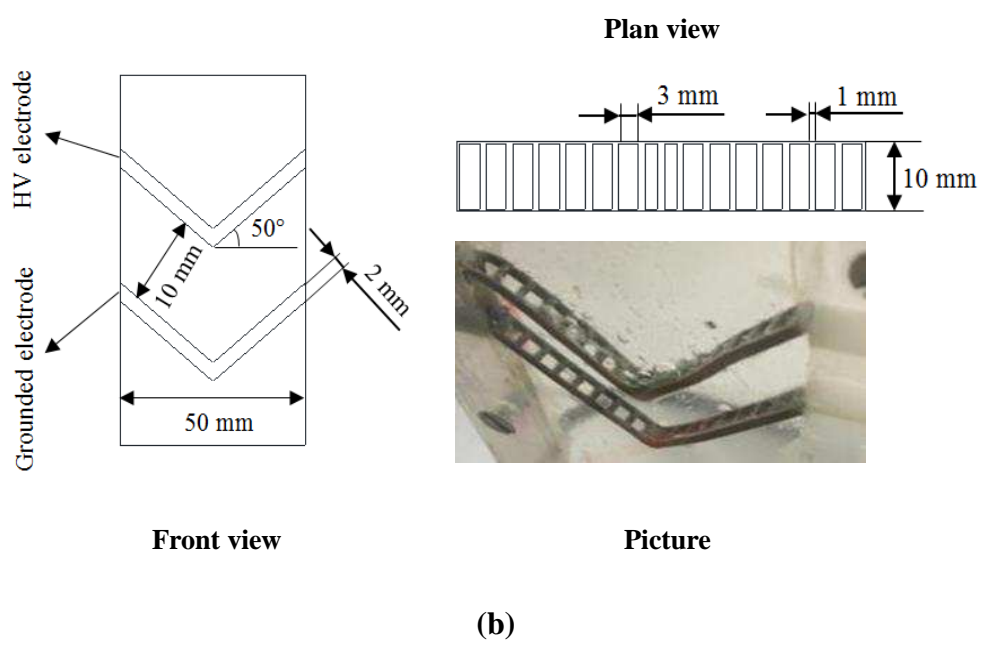 Plan view
HV electrode
3 mm
1 mm
10 mm
50°
10 mm
2 mm
Grounded electrode
50 mm
Front view
Picture
(b)